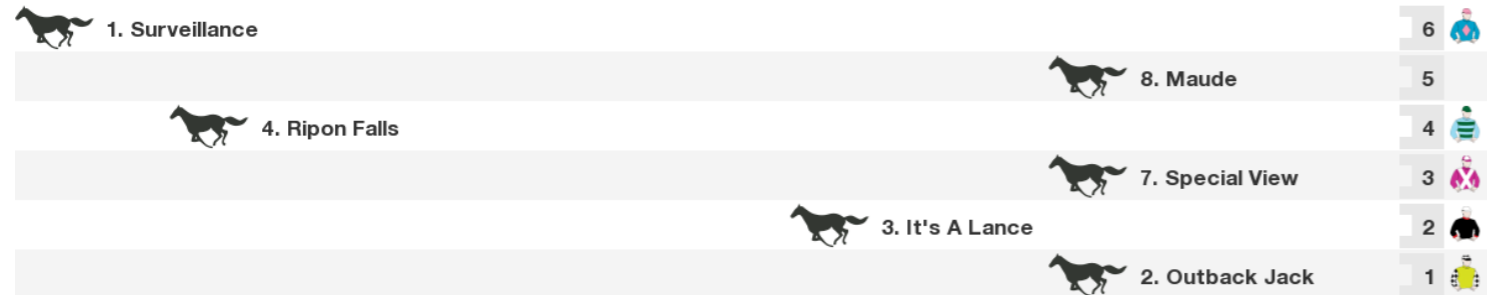 1. Surveillance 6
8. Maude 5
4. Ripon Falls 4
7. Special View 3
3. It's A Lance 2
2. Outback Jack 1